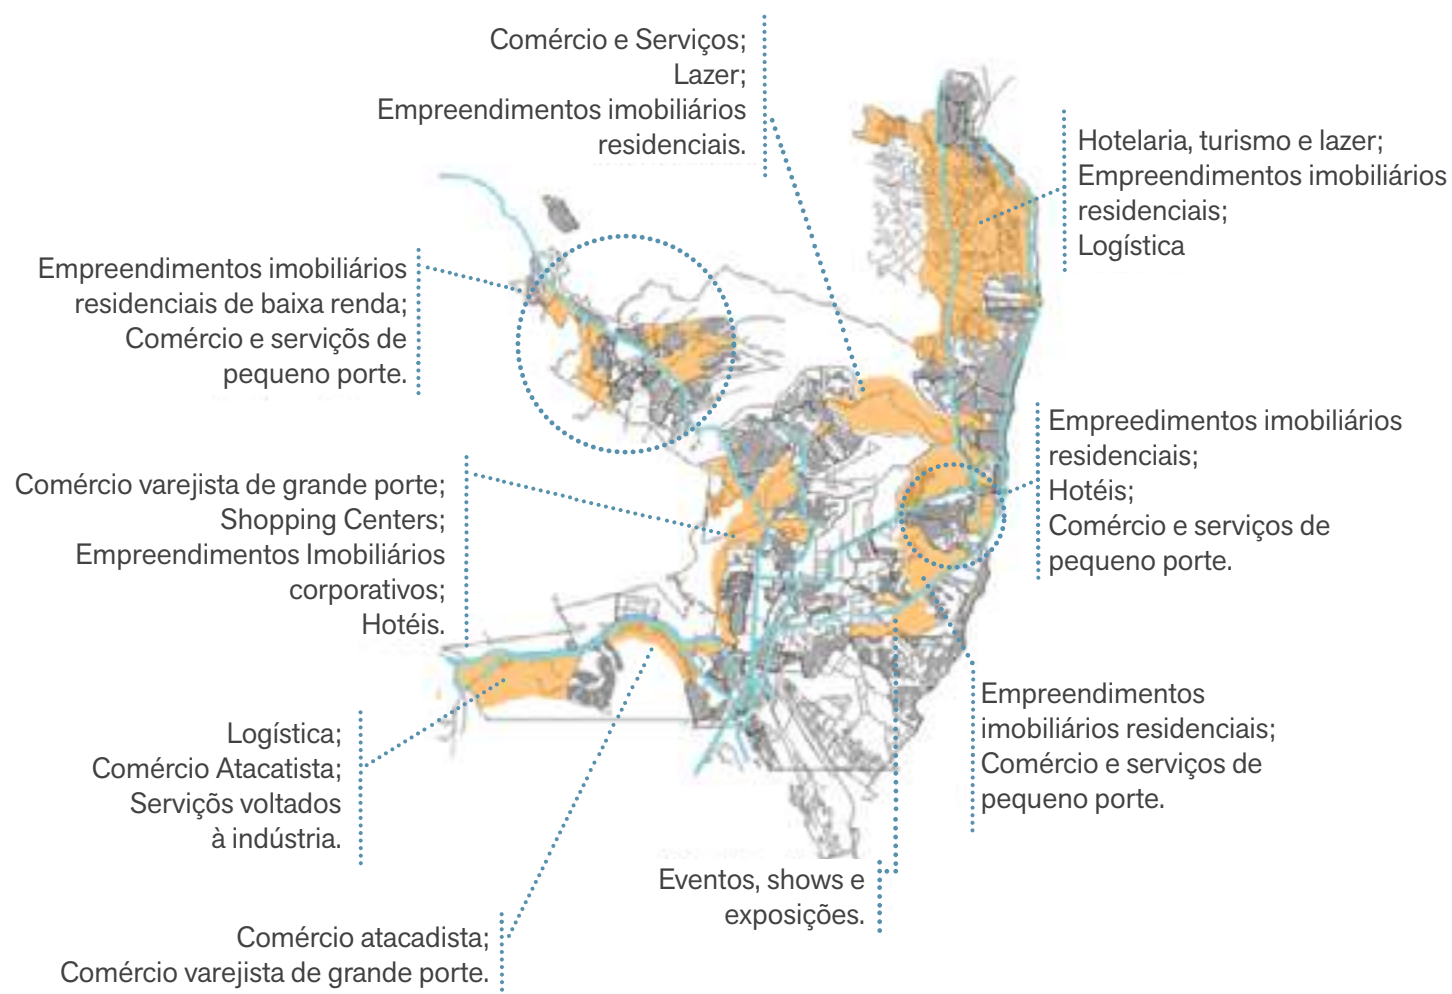 Comércio e Serviços;
Lazer;
Empreendimentos imobiliários
residenciais.
Hotelaria, turismo e lazer;
Empreendimentos imobiliários
residenciais;
Logística
Empreendimentos imobiliários
residenciais de baixa renda;
Comércio e serviçõs de
pequeno porte.
Empreedimentos imobiliários
residenciais;
Hotéis;
Comércio e serviços de
pequeno porte.
Comércio varejista de grande porte;
Shopping Centers;
Empreendimentos Imobiliários
corporativos;
Hotéis.
Empreendimentos
imobiliários residenciais;
Comércio e serviços de
pequeno porte.
Logística;
Comércio Atacatista;
Serviçõs voltados
à indústria.
Eventos, shows e
exposições.
Comércio atacadista;
Comércio varejista de grande porte.